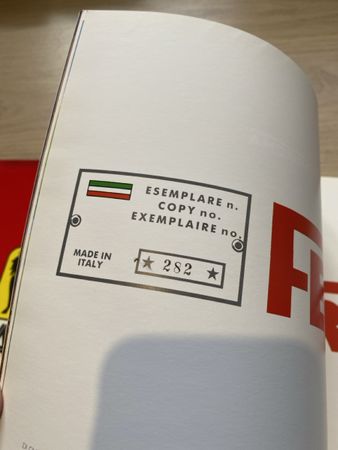 ESEMPLARE n.
COPY no.
EXEMPLAIRE no.
MADE IN
ITALY
★ 282 ★